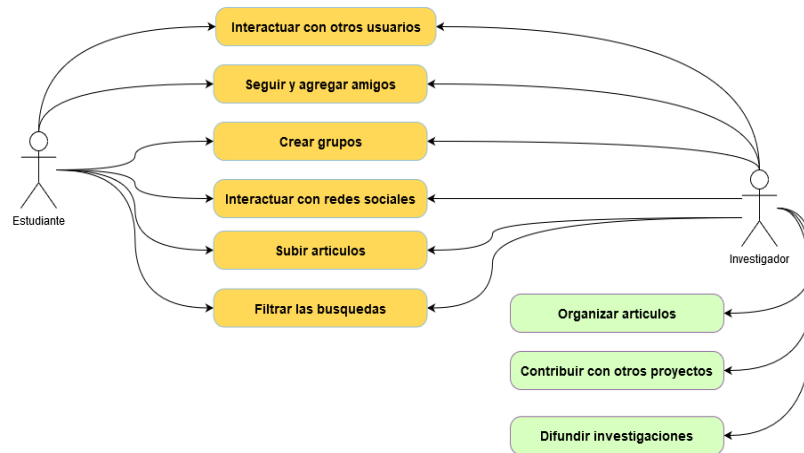 Interactuar con otros usuarios
Seguir y agregar amigos
Crear grupos
Interactuar con redes sociales
Estudiante
Subir articulos
Investigador
Filtrar las busquedas
Organizar articulos
Contribuir con otros proyectos
Difundir investigaciones